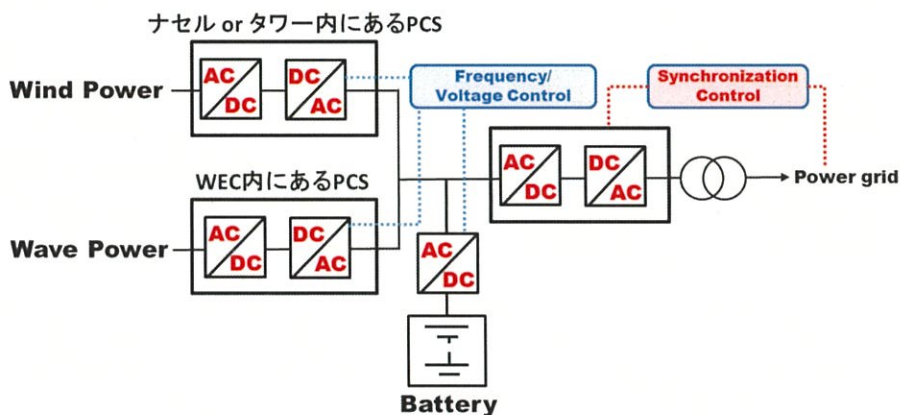 ナセル or タワー内にあるPCS
Wind Power
AC
DC
DC
AC
Frequency/
Voltage Control
Synchronization
Control
AC
DC
DC
AC
Power grid
WEC内にあるPCS
Wave Power
AC
DC
DC
AC
AC
DC
Battery